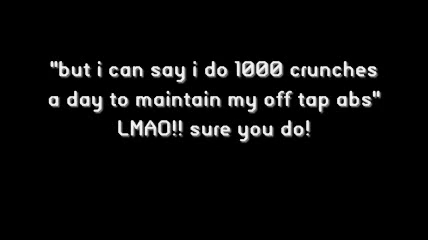 "but i can say i do 1000 crunches
a day to maintain my off tap abs"
LMAO!! sure you do!